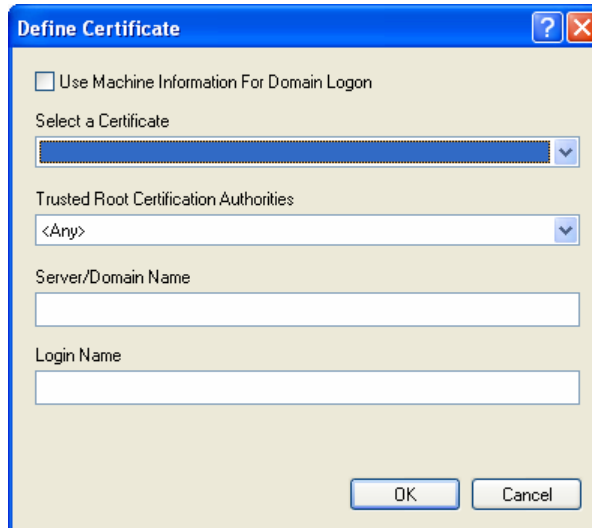 Define Certificate
?
Use Machine Information For Domain Logon
Select a Certificate
Trusted Root Certification Authorities
<Any>
Server/Domain Name
Login Name
OK Cancel